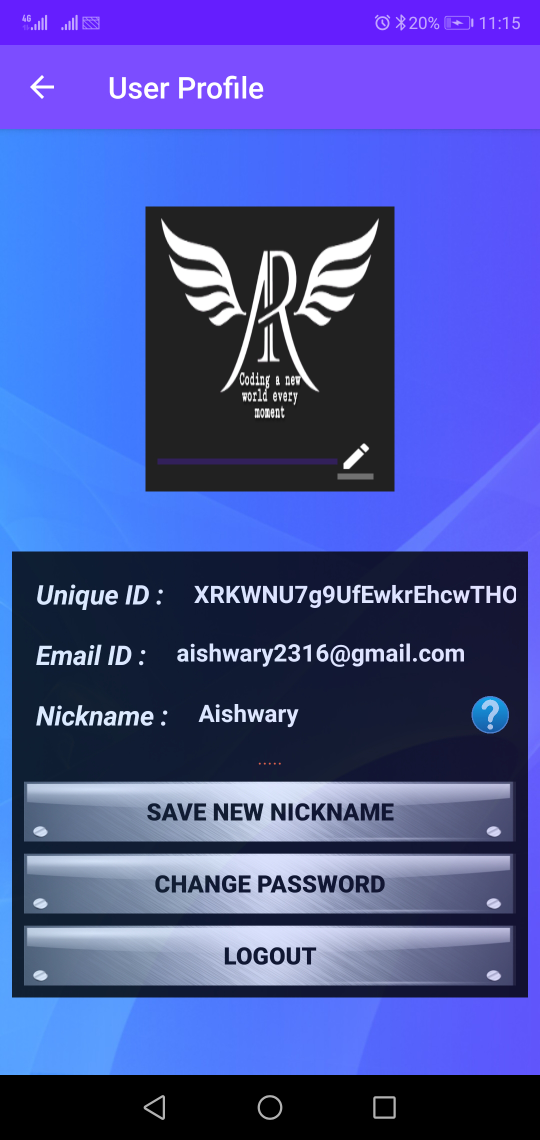 4G 20% 11:15
User Profile
AR
Coding a new
world every
moment
Unique ID : XRKWNU7g9UfEwkrEhcwTHO
Email ID : aishwary2316@gmail.com
Nickname : Aishwary ?
.....
SAVE NEW NICKNAME
CHANGE PASSWORD
LOGOUT